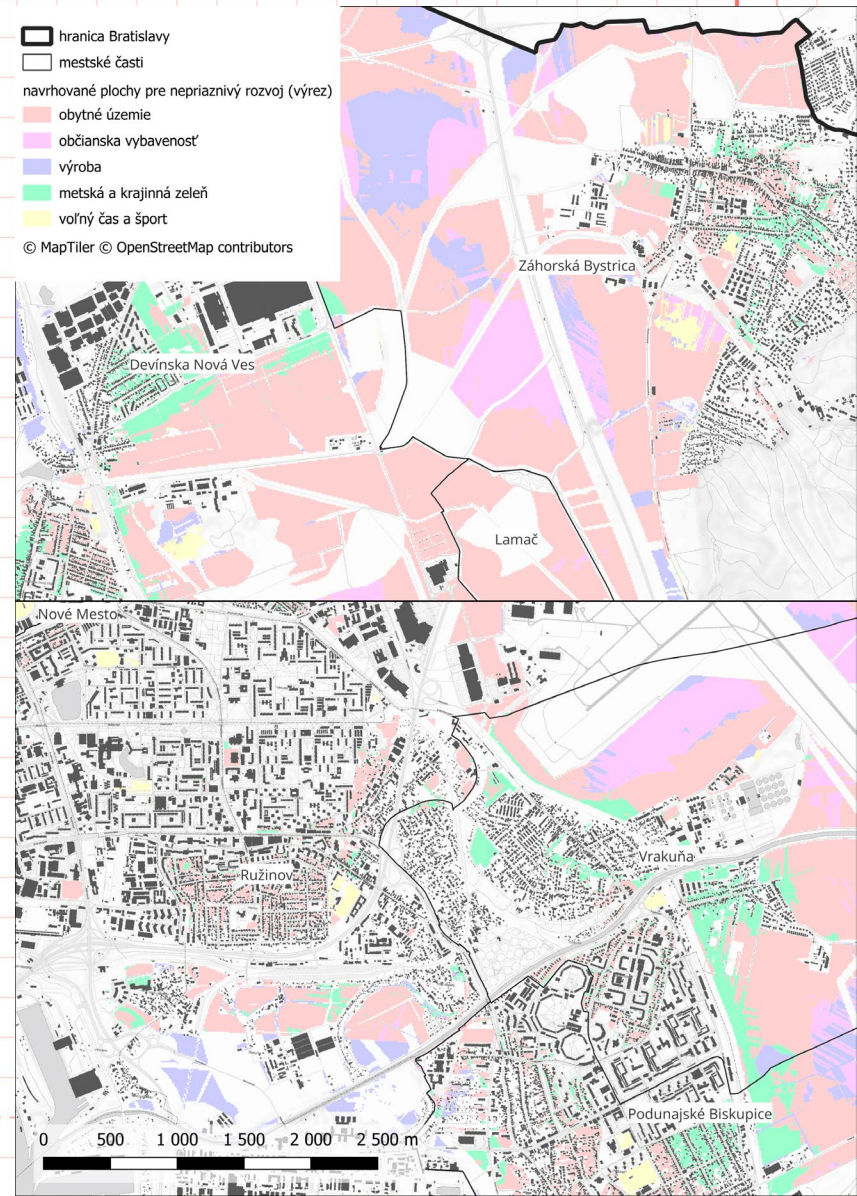 hranica Bratislavy
mestské časti
navrhované plochy pre nepriaznivý rozvoj (výrez)
obytné územie
občianska vybavenosť
výroba
metská a krajinná zeleň
voľný čas a šport
© MapTiler © OpenStreetMap contributors
Záhorská Bystrica
Devínska Nová Ves
Lamač
Nové Mesto
Vrakuňa
Ružinov
Podunajské Biskupice
0 500 1 000 1 500 2 000 2 500 m